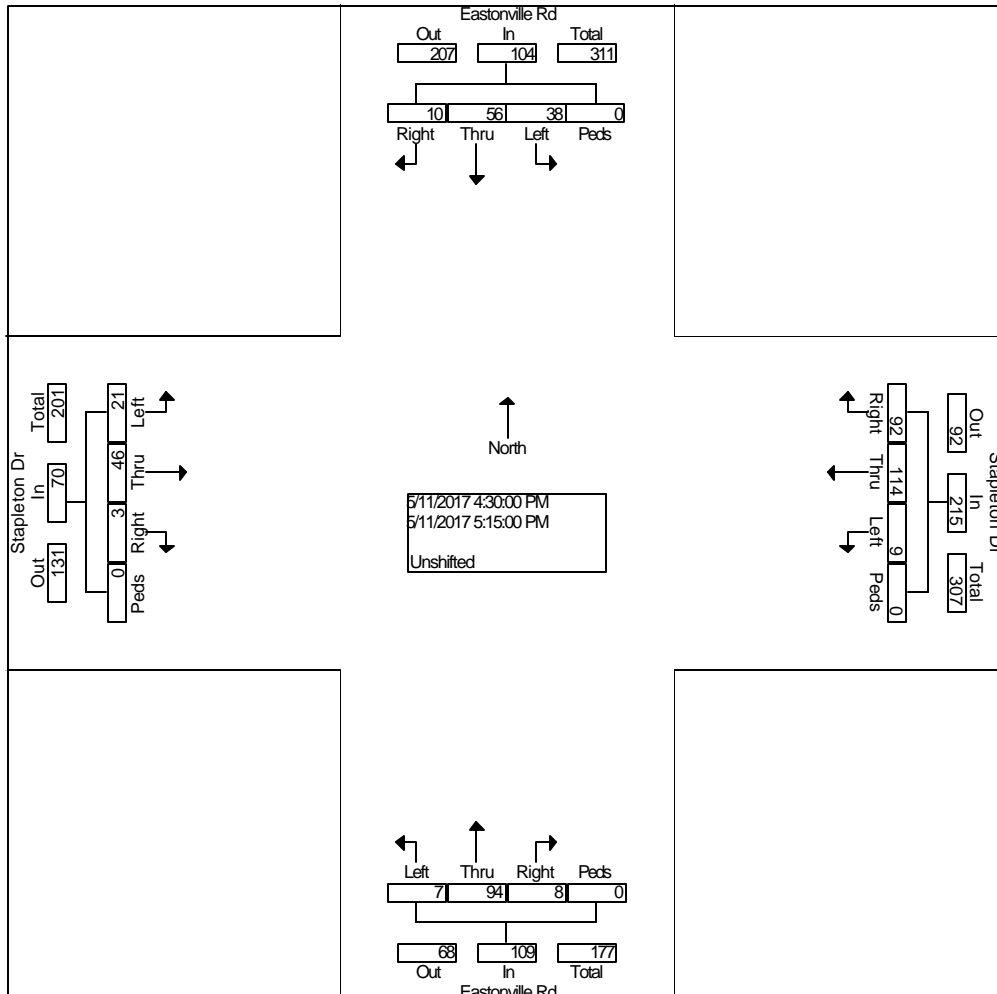 Eastonville Rd
Out In Total
207 104 311
10 56 38 0
Right Thru Left Peds
Stapleton Dr
Total In Out
201 70 131
21 46 3 0
Left Thru Right Peds
North
5/11/2017 4:30:00 PM
5/11/2017 5:15:00 PM
Unshifted
Right Thru Left Peds
92 114 9 0
Out In Total
92 215 307
Stapleton Dr
Left Thru Right Peds
7 94 8 0
68 109 177
Out In Total
Eastonville Rd